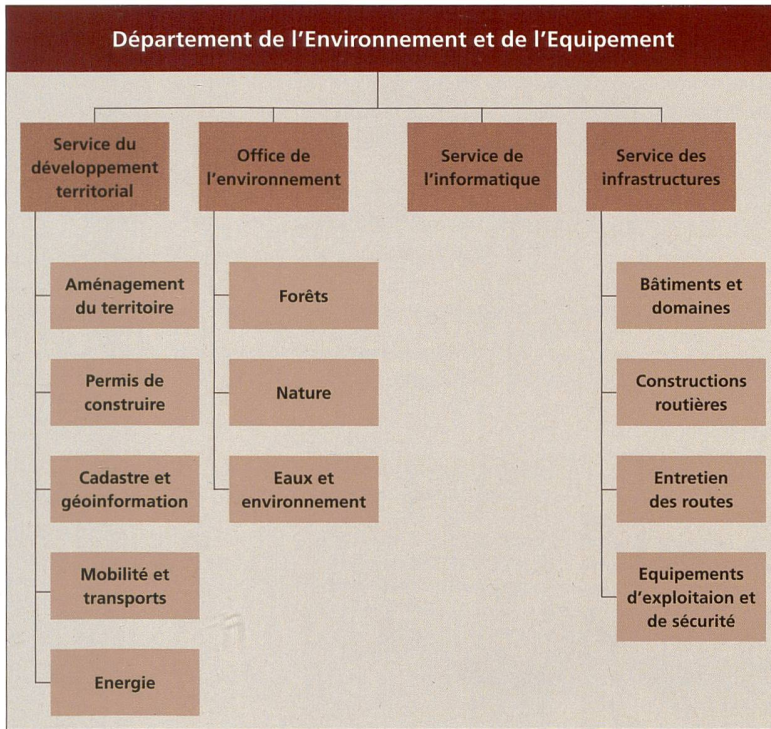 Département de l'Environnement et de l'Equipement
Service du
développement
territorial
Office de
l'environnement
Service de
l'informatique
Service des
infrastructures
Aménagement
du territoire
Permis de
construire
Cadastre et
géoinformation
Mobilité et
transports
Energie
Forêts
Nature
Eaux et
environnement
Bâtiments et
domaines
Constructions
routières
Entretien
des routes
Equipements
d'exploitaion et
de sécurité